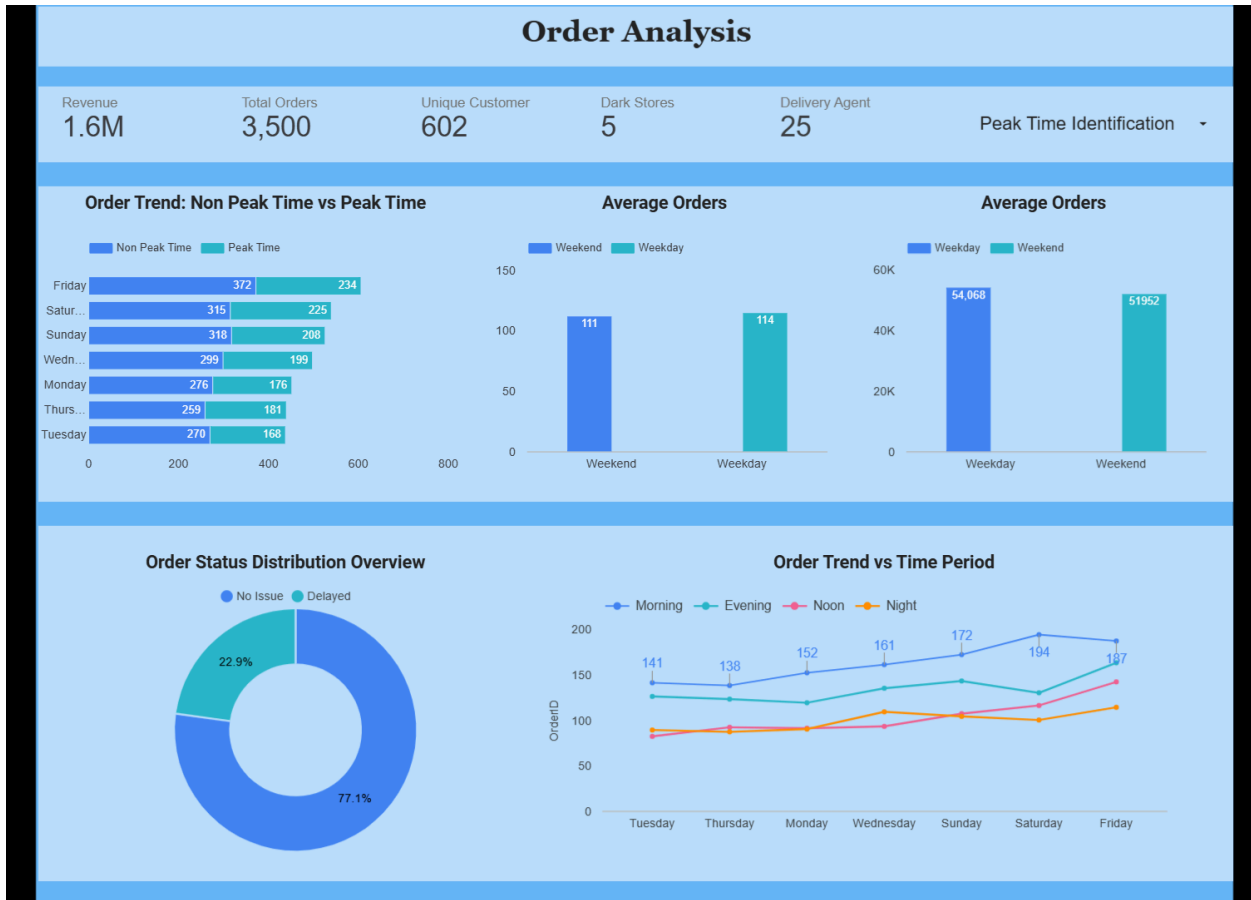 Order Analysis
Revenue
1.6M
Total Orders
3,500
Unique Customer
602
Dark Stores
5
Delivery Agent
25
Peak Time Identification
Order Trend: Non Peak Time vs Peak Time
Non Peak Time Peak Time
Friday 372 234
Satur... 315 225
Sunday 318 208
Wedn... 299 199
Monday 276 176
Thurs... 259 181
Tuesday 270 168
0 200 400 600 800
Average Orders
Weekend Weekday
150
100
50
0
111 114
Weekend Weekday
Average Orders
Weekday Weekend
60K
40K
20K
0
54,068 51952
Weekday Weekend
Order Status Distribution Overview
No Issue Delayed
22.9%
77.1%
Order Trend vs Time Period
Morning Evening Noon Night
OrderID
200
150
100
50
0
141 138 152 161 172 194 187
Tuesday Thursday Monday Wednesday Sunday Saturday Friday